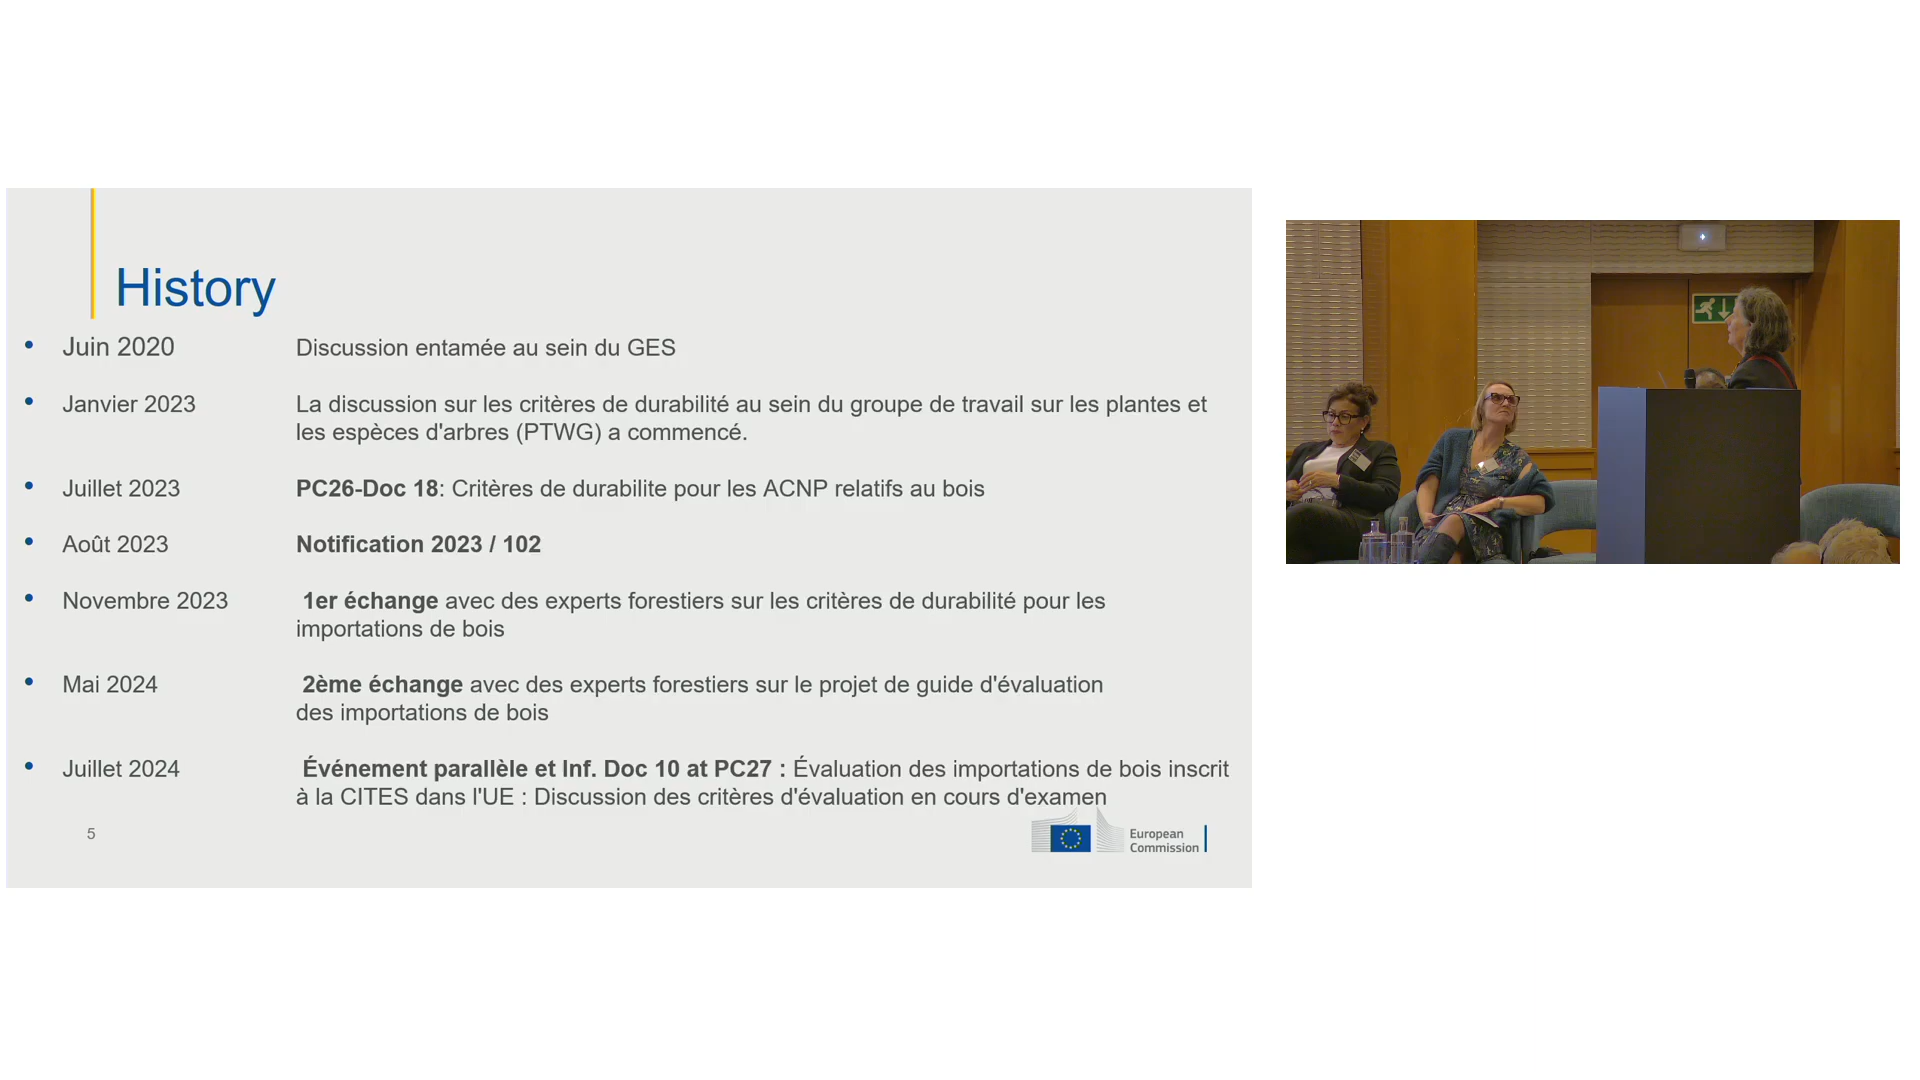 History
• Juin 2020 Discussion entamée au sein du GES
• Janvier 2023 La discussion sur les critères de durabilité au sein du groupe de travail sur les plantes et
les espèces d'arbres (PTWG) a commencé.
• Juillet 2023 PC26-Doc 18: Critères de durabilite pour les ACNP relatifs au bois
• Août 2023 Notification 2023 / 102
• Novembre 2023 1er échange avec des experts forestiers sur les critères de durabilité pour les
importations de bois
• Mai 2024 2ème échange avec des experts forestiers sur le projet de guide d'évaluation
des importations de bois
• Juillet 2024 Événement parallèle et Inf. Doc 10 at PC27 : Évaluation des importations de bois inscrit
à la CITES dans l'UE : Discussion des critères d'évaluation en cours d'examen
5
European
Commission